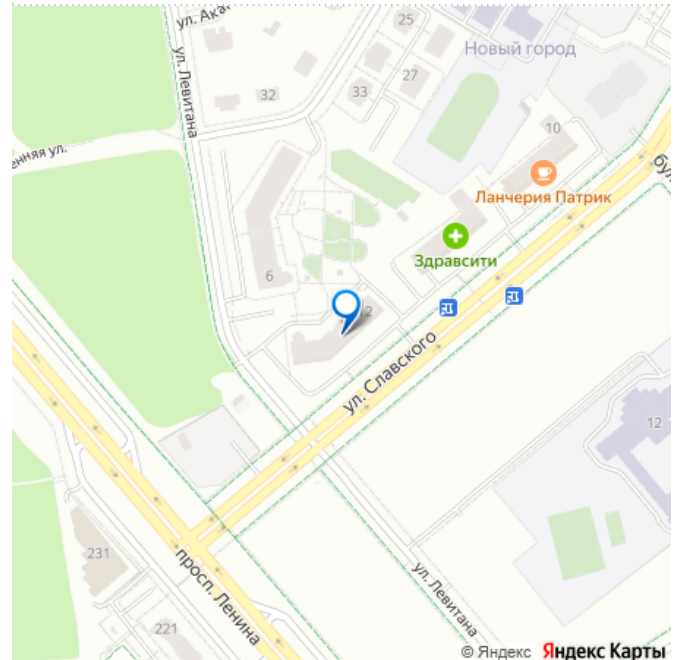 ул. Ака
25
Новый город
ул. Левитана
27
33
32
10
енняя ул.
бул
Ланчерия Патрик
Здравсити
6
2
ул. Славского
12
231
просп. Ленина
ул. Левитана
221
© Яндекс Яндекс Карты